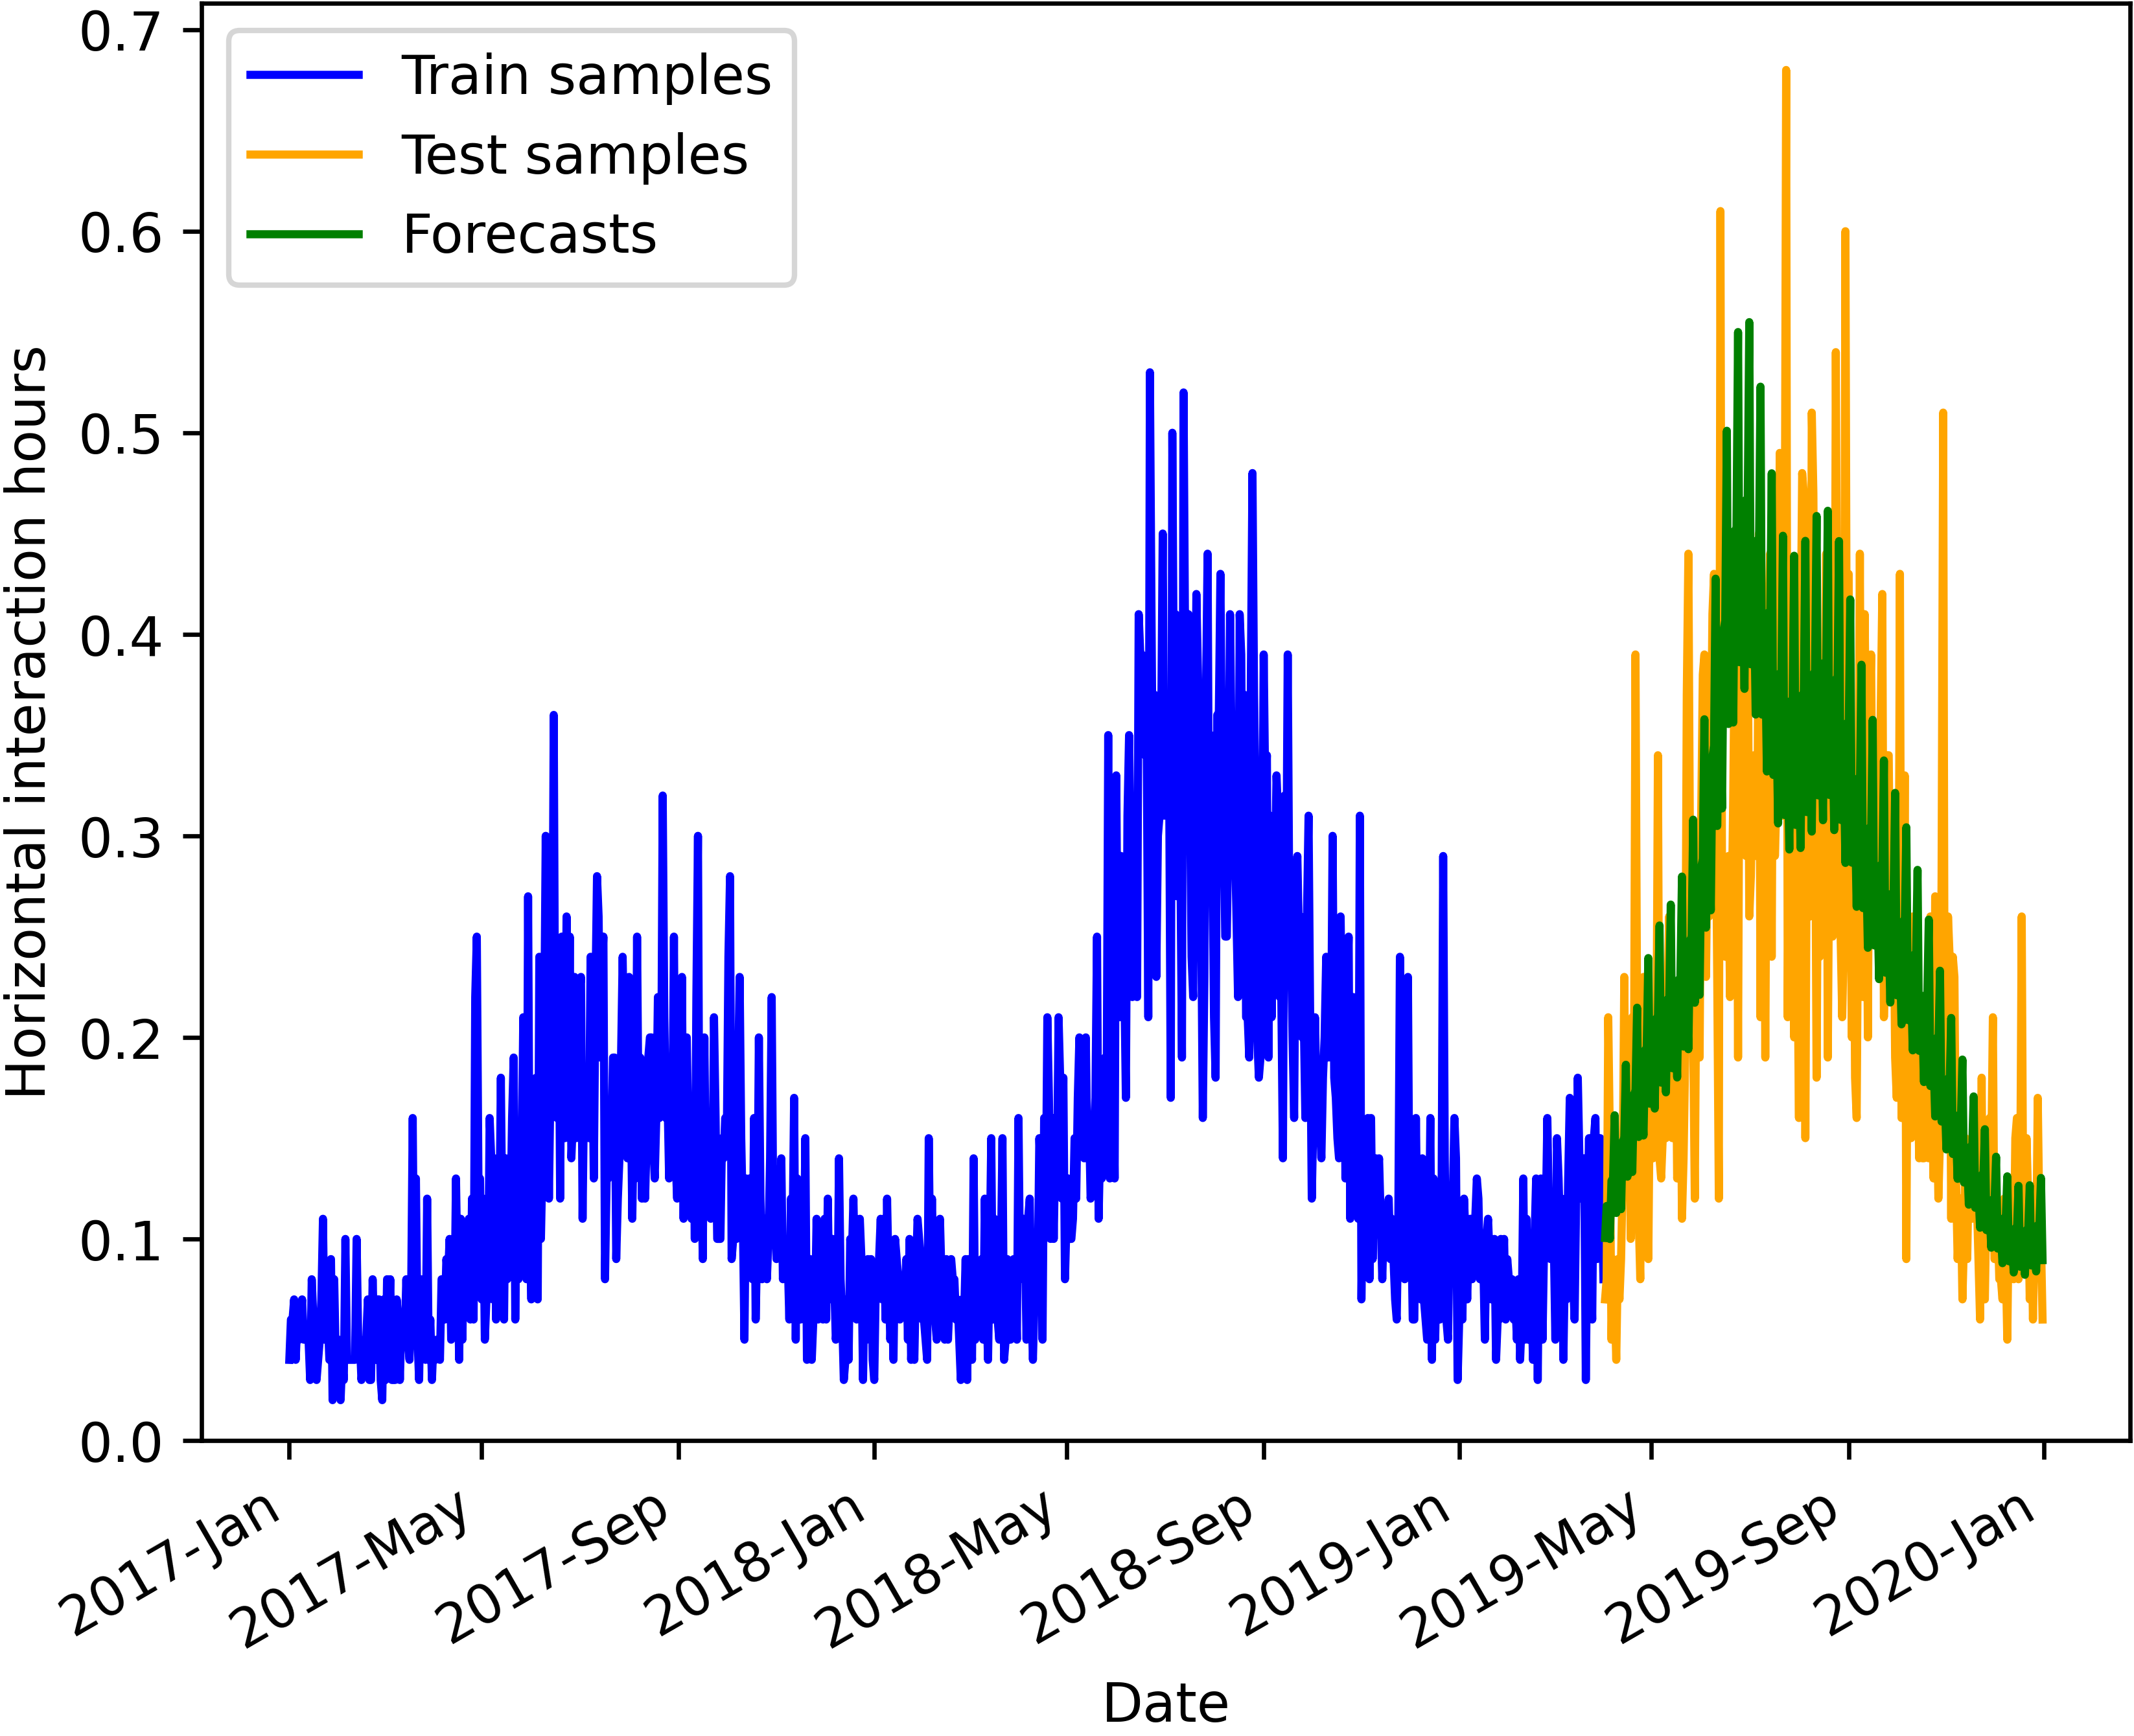 Train samples
Test samples
Forecasts
Horizontal interaction hours
0.7
0.6
0.5
0.4
0.3
0.2
0.1
0.0
2017-Jan
2017-May
2017-Sep
2018-Jan
2018-May
2018-Sep
2019-Jan
2019-May
2019-Sep
2020-Jan
Date